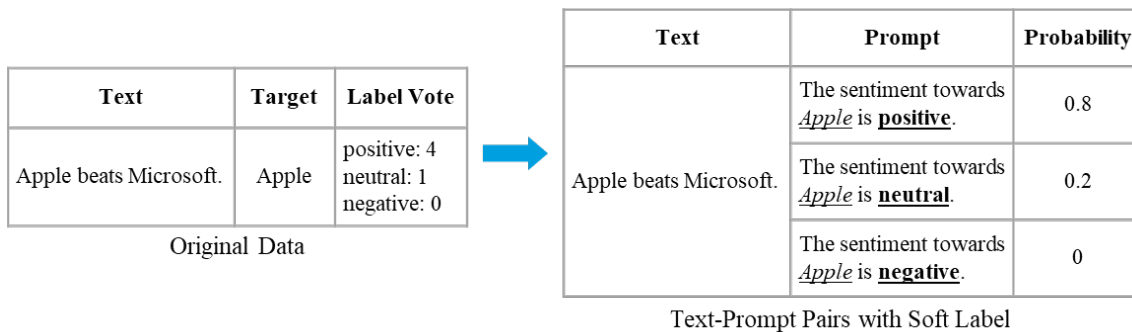 Text Target Label Vote
Apple beats Microsoft. Apple positive: 4
neutral: 1
negative: 0
Original Data
Text Prompt Probability
Apple beats Microsoft.
The sentiment towards
Apple is positive.
0.8
The sentiment towards
Apple is neutral.
0.2
The sentiment towards
Apple is negative.
0
Text-Prompt Pairs with Soft Label